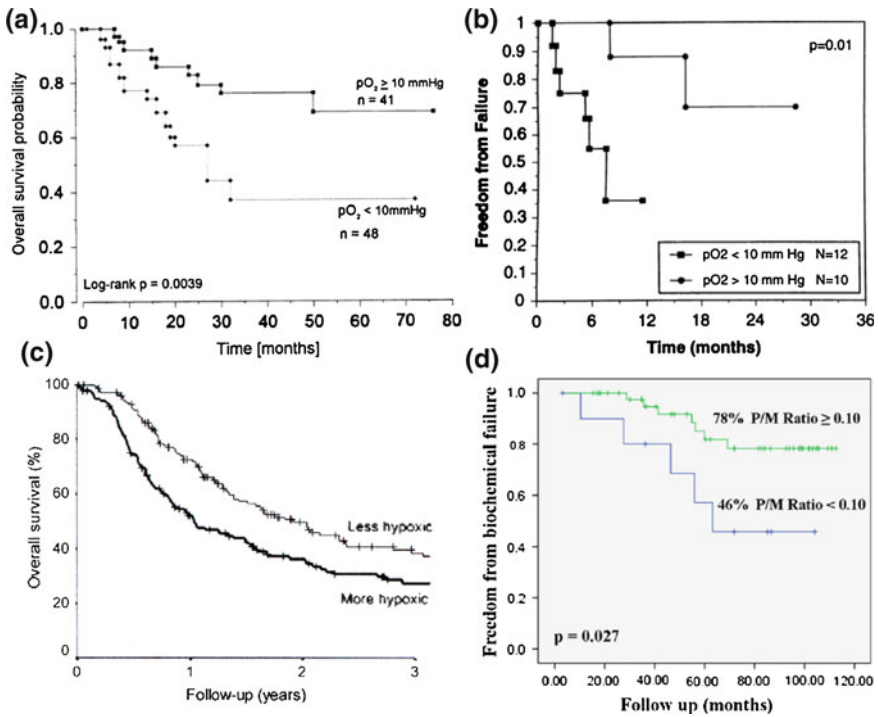 (a)
Overall survival probability
1.0
0.8
0.6
0.4
0.2
0.0
pO₂ ≥ 10 mmHg
n = 41
pO₂ < 10mmHg
n = 48
Log-rank p = 0.0039
0 10 20 30 40 50 60 70 80
Time [months]
(b)
Freedom from Failure
1
0.9
0.8
0.7
0.6
0.5
0.4
0.3
0.2
0.1
0
p=0.01
pO2 < 10 mm Hg N=12
pO2 > 10 mm Hg N=10
0 6 12 18 24 30 36
Time (months)
(c)
Overall survival (%)
100
80
60
40
20
0
Less hypoxic
More hypoxic
0 1 2 3
Follow-up (years)
(d)
Freedom from biochemical failure
1.0
0.8
0.6
0.4
0.2
0.0
78% P/M Ratio ≥ 0.10
46% P/M Ratio < 0.10
p = 0.027
0.00 20.00 40.00 60.00 80.00 100.00 120.00
Follow up (months)